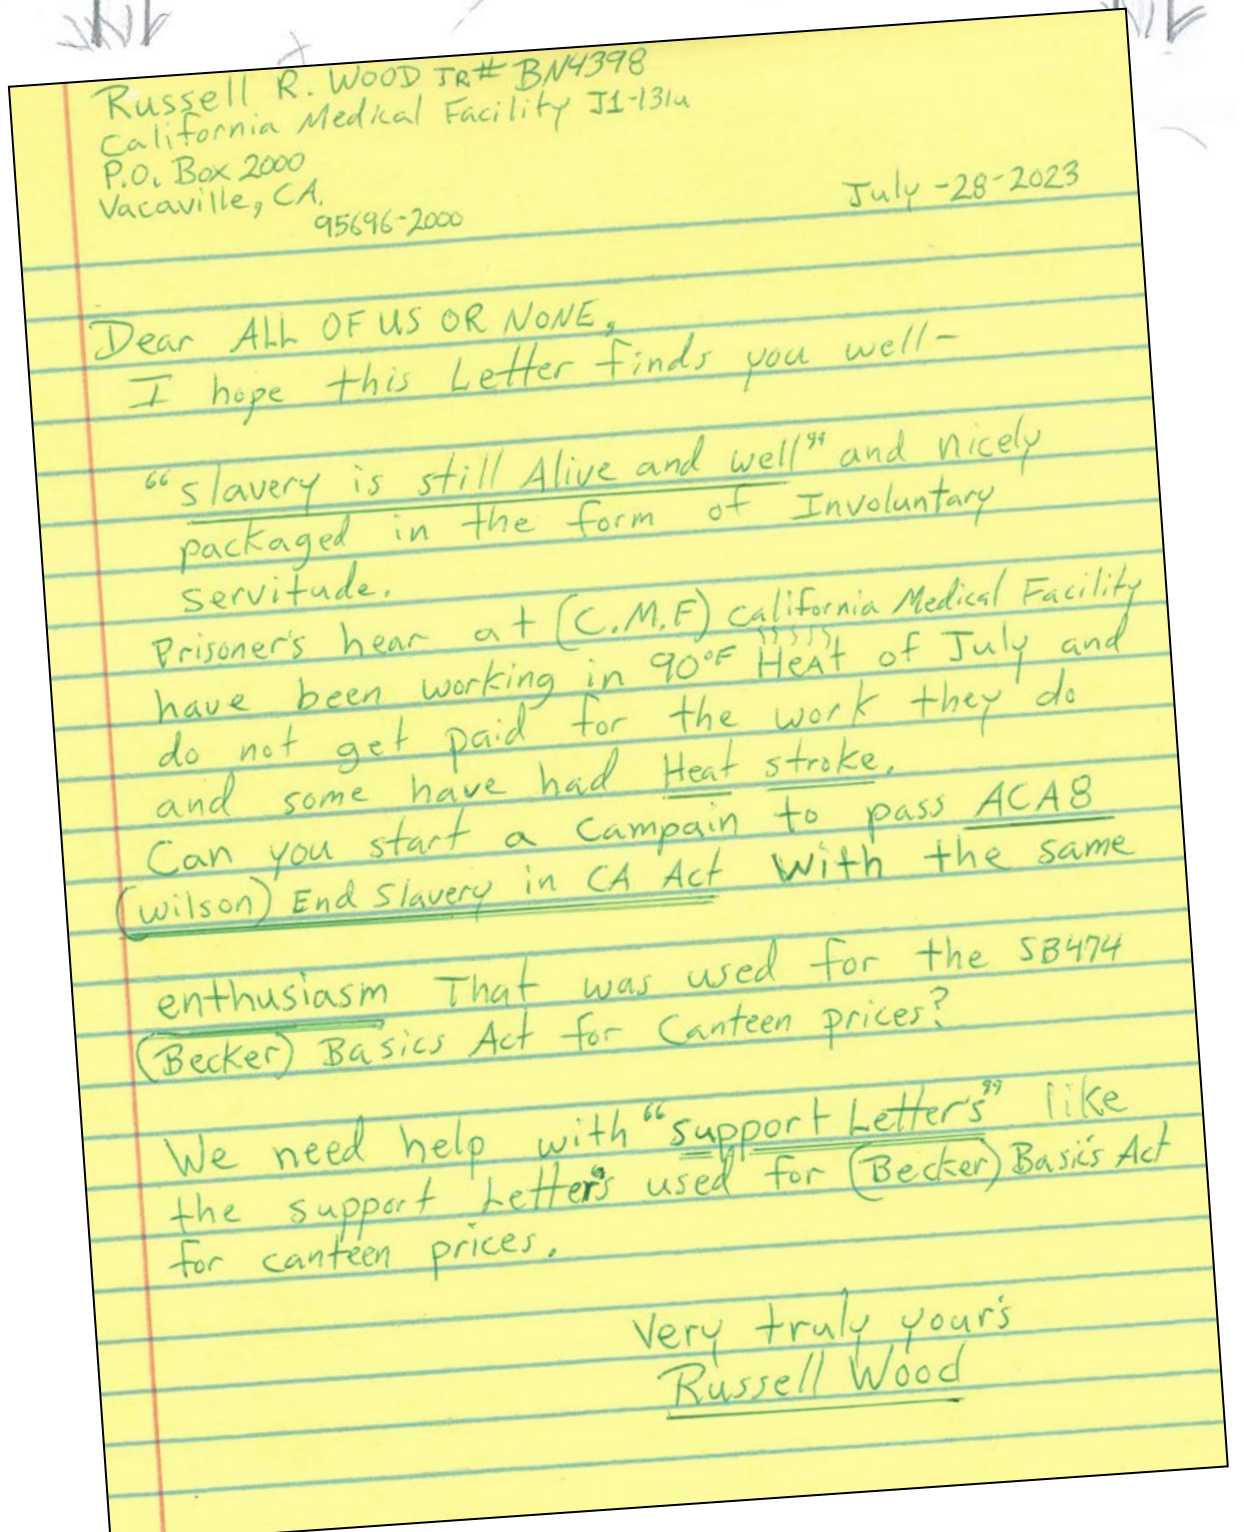 Russell R. WOOD JR# BN4398
California Medical Facility J1-131u
P.O. Box 2000
Vacaville, CA.
95696-2000
July -28-2023
Dear ALL OF US OR NONE,
I hope this Letter finds you well-
"slavery is still Alive and well" and nicely
packaged in the form of Involuntary
servitude.
Prisoner's hear at (C.M.F) California Medical Facility
have been working in 90°F Heat of July and
do not get paid for the work they do
and some have had Heat stroke.
Can you start a Campain to pass ACA8
(Wilson) End Slavery in CA Act With the same
enthusiasm That was used for the SB474
(Becker) Basics Act for Canteen prices?
We need help with "support Letter's" like
the support Letter's used for (Becker) Basic's Act
for canteen prices.
Very truly your's
Russell Wood